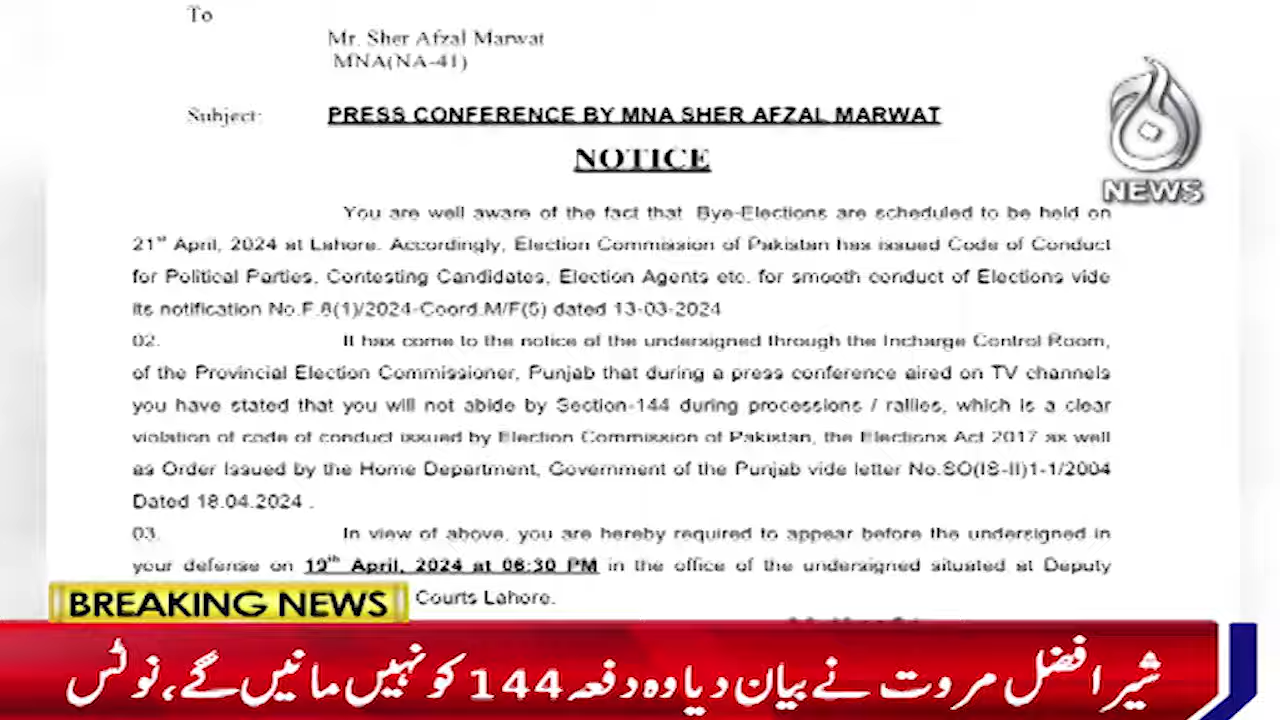 To
Mr. Sher Afzal Marwat
MNA(NA-41)
Subject: PRESS CONFERENCE BY MNA SHER AFZAL MARWAT
NOTICE
NEWS
You are well aware of the fact that Bye-Elections are scheduled to be held on
21st April, 2024 at Lahore. Accordingly, Election Commission of Pakistan has issued Code of Conduct
for Political Parties, Contesting Candidates, Election Agents etc. for smooth conduct of Elections vide
its notification No.F.8(1)/2024-Coord.M/F(5) dated 13-03-2024
02. It has come to the notice of the undersigned through the Incharge Control Room,
of the Provincial Election Commissioner, Punjab that during a press conference aired on TV channels
you have stated that you will not abide by Section-144 during processions / rallies, which is a clear
violation of code of conduct issued by Election Commission of Pakistan, the Elections Act 2017 as well
as Order Issued by the Home Department, Government of the Punjab vide letter No.SO(IS-II)1-1/2004
Dated 18.04.2024 .
03. In view of above, you are hereby required to appear before the undersigned in
your defense on 19th April, 2024 at 06:30 PM in the office of the undersigned situated at Deputy
Courts Lahore.
BREAKING NEWS
شیر افضل مروت نے بیان دیا وہ دفعہ 144 کو نہیں مانیں گے، نوٹس